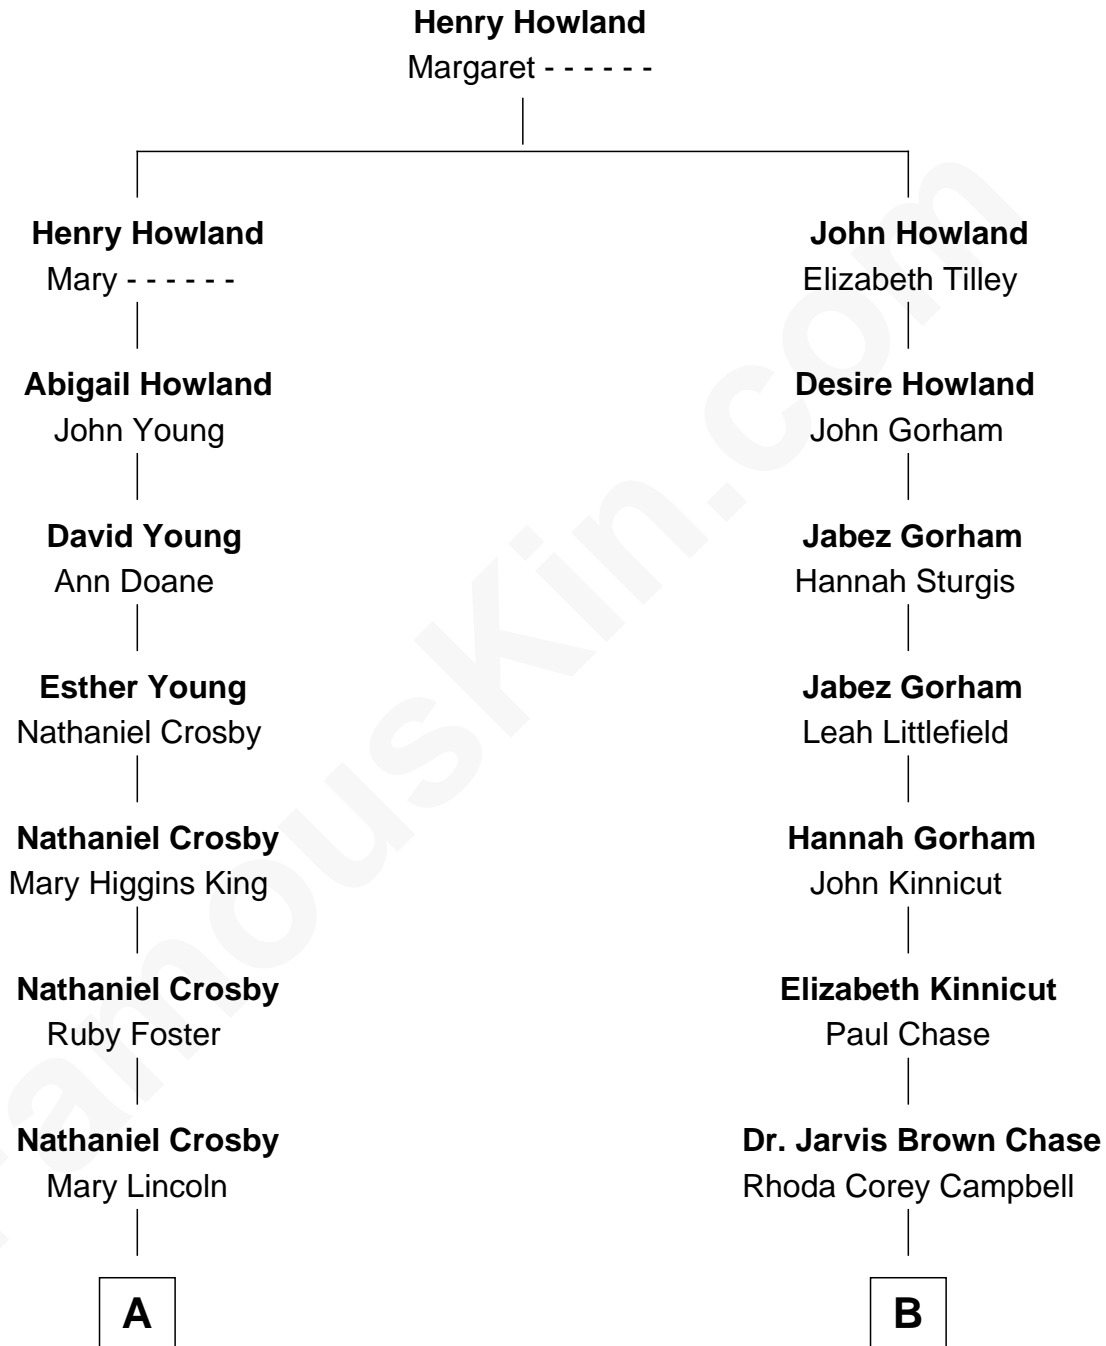 Henry Howland
Margaret - - - - - -
Henry Howland
Mary - - - - - -
John Howland
Elizabeth Tilley
Abigail Howland
John Young
Desire Howland
John Gorham
David Young
Ann Doane
Jabez Gorham
Hannah Sturgis
Esther Young
Nathaniel Crosby
Jabez Gorham
Leah Littlefield
Nathaniel Crosby
Mary Higgins King
Hannah Gorham
John Kinnicut
Nathaniel Crosby
Ruby Foster
Elizabeth Kinnicut
Paul Chase
Nathaniel Crosby
Mary Lincoln
Dr. Jarvis Brown Chase
Rhoda Corey Campbell
A
B
FamousKin.com